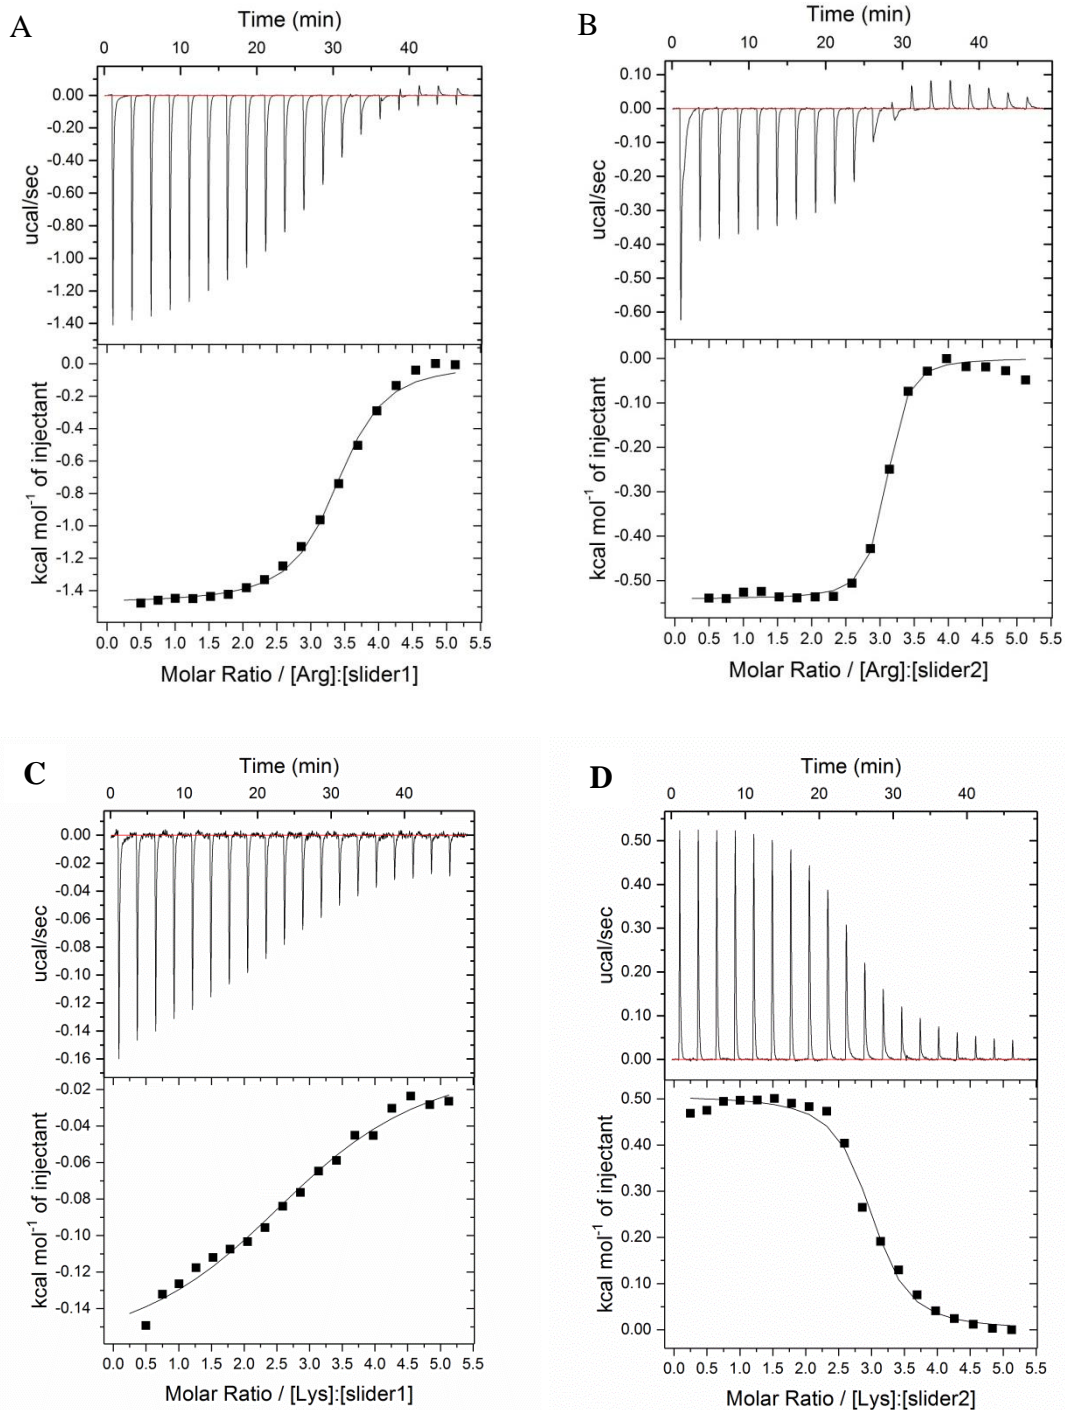 A
Time (min)
0 10 20 30 40
0.00
-0.20
-0.40
-0.60
-0.80
-1.00
-1.20
-1.40
ucal/sec
0.0
-0.2
-0.4
-0.6
-0.8
-1.0
-1.2
-1.4
kcal mol-1 of injectant
0.0 0.5 1.0 1.5 2.0 2.5 3.0 3.5 4.0 4.5 5.0 5.5
Molar Ratio / [Arg]:[slider1]
B
Time (min)
0 10 20 30 40
0.10
0.00
-0.10
-0.20
-0.30
-0.40
-0.50
-0.60
ucal/sec
0.00
-0.10
-0.20
-0.30
-0.40
-0.50
kcal mol-1 of injectant
0.0 0.5 1.0 1.5 2.0 2.5 3.0 3.5 4.0 4.5 5.0 5.5
Molar Ratio / [Arg]:[slider2]
C
Time (min)
0 10 20 30 40
0.00
-0.02
-0.04
-0.06
-0.08
-0.10
-0.12
-0.14
-0.16
ucal/sec
-0.02
-0.04
-0.06
-0.08
-0.10
-0.12
-0.14
kcal mol-1 of injectant
0.0 0.5 1.0 1.5 2.0 2.5 3.0 3.5 4.0 4.5 5.0 5.5
Molar Ratio / [Lys]:[slider1]
D
Time (min)
0 10 20 30 40
0.50
0.40
0.30
0.20
0.10
0.00
ucal/sec
0.50
0.40
0.30
0.20
0.10
0.00
kcal mol-1 of injectant
0.0 0.5 1.0 1.5 2.0 2.5 3.0 3.5 4.0 4.5 5.0 5.5
Molar Ratio / [Lys]:[slider2]